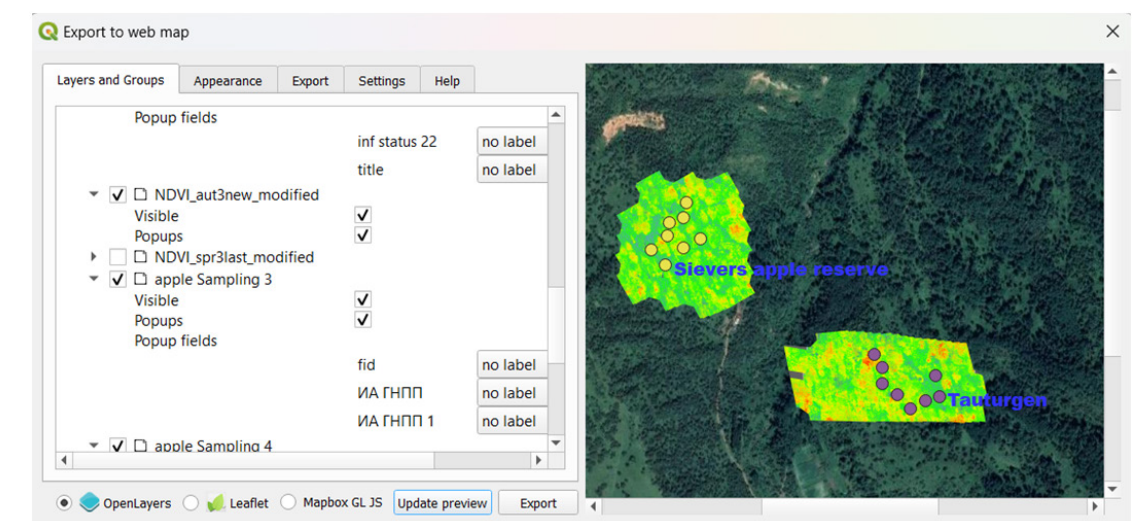 Export to web map
Layers and Groups Appearance Export Settings Help
Popup fields
inf status 22 no label
title no label
NDVI_aut3new_modified
Visible
Popups
NDVI_spr3last_modified
apple Sampling 3
Visible
Popups
Popup fields
fid no label
ИА ГНПП no label
ИА ГНПП 1 no label
apple Sampling 4
OpenLayers Leaflet Mapbox GL JS Update preview Export
Sievers apple reserve
Tauturgen